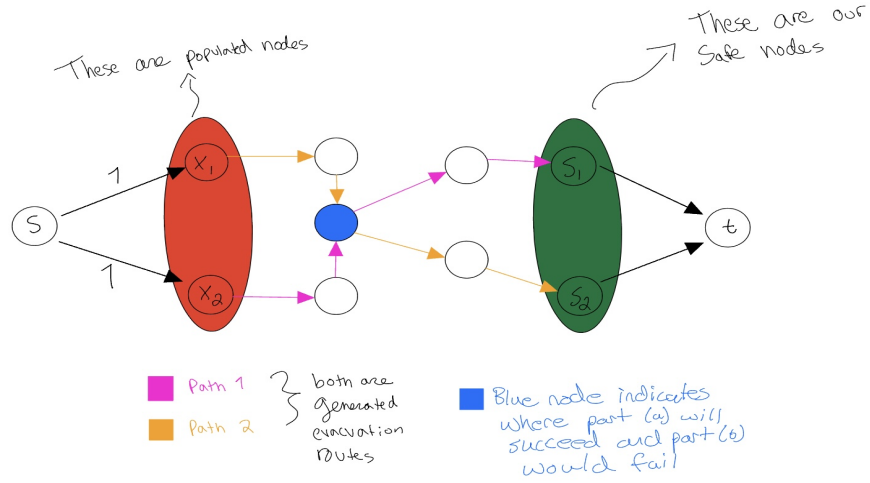 These are our
Safe nodes
These are populated nodes
1
X₁
S₁
S
t
1
X₂
S₂
Path 1
Path 2
both are
generated
evacuation
routes
Blue node indicates
where part (a) will
succeed and part (b)
would fail